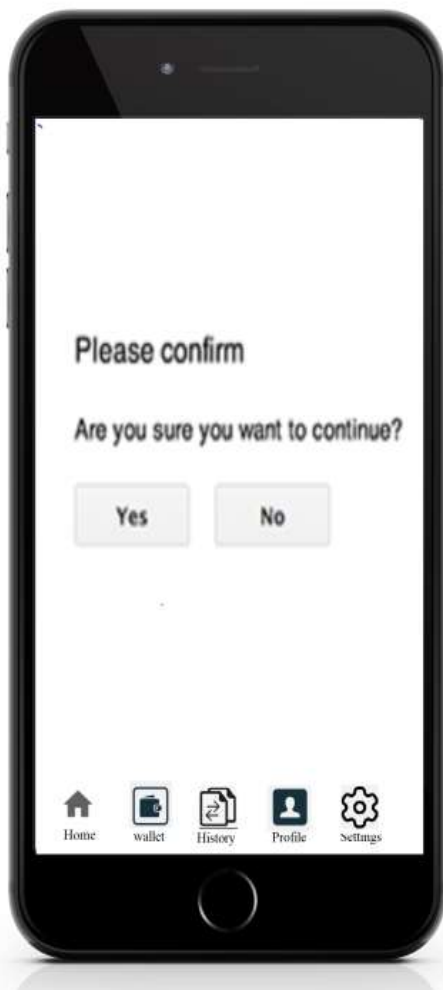 Please confirm
Are you sure you want to continue?
Yes No
Home wallet History Profile Settings